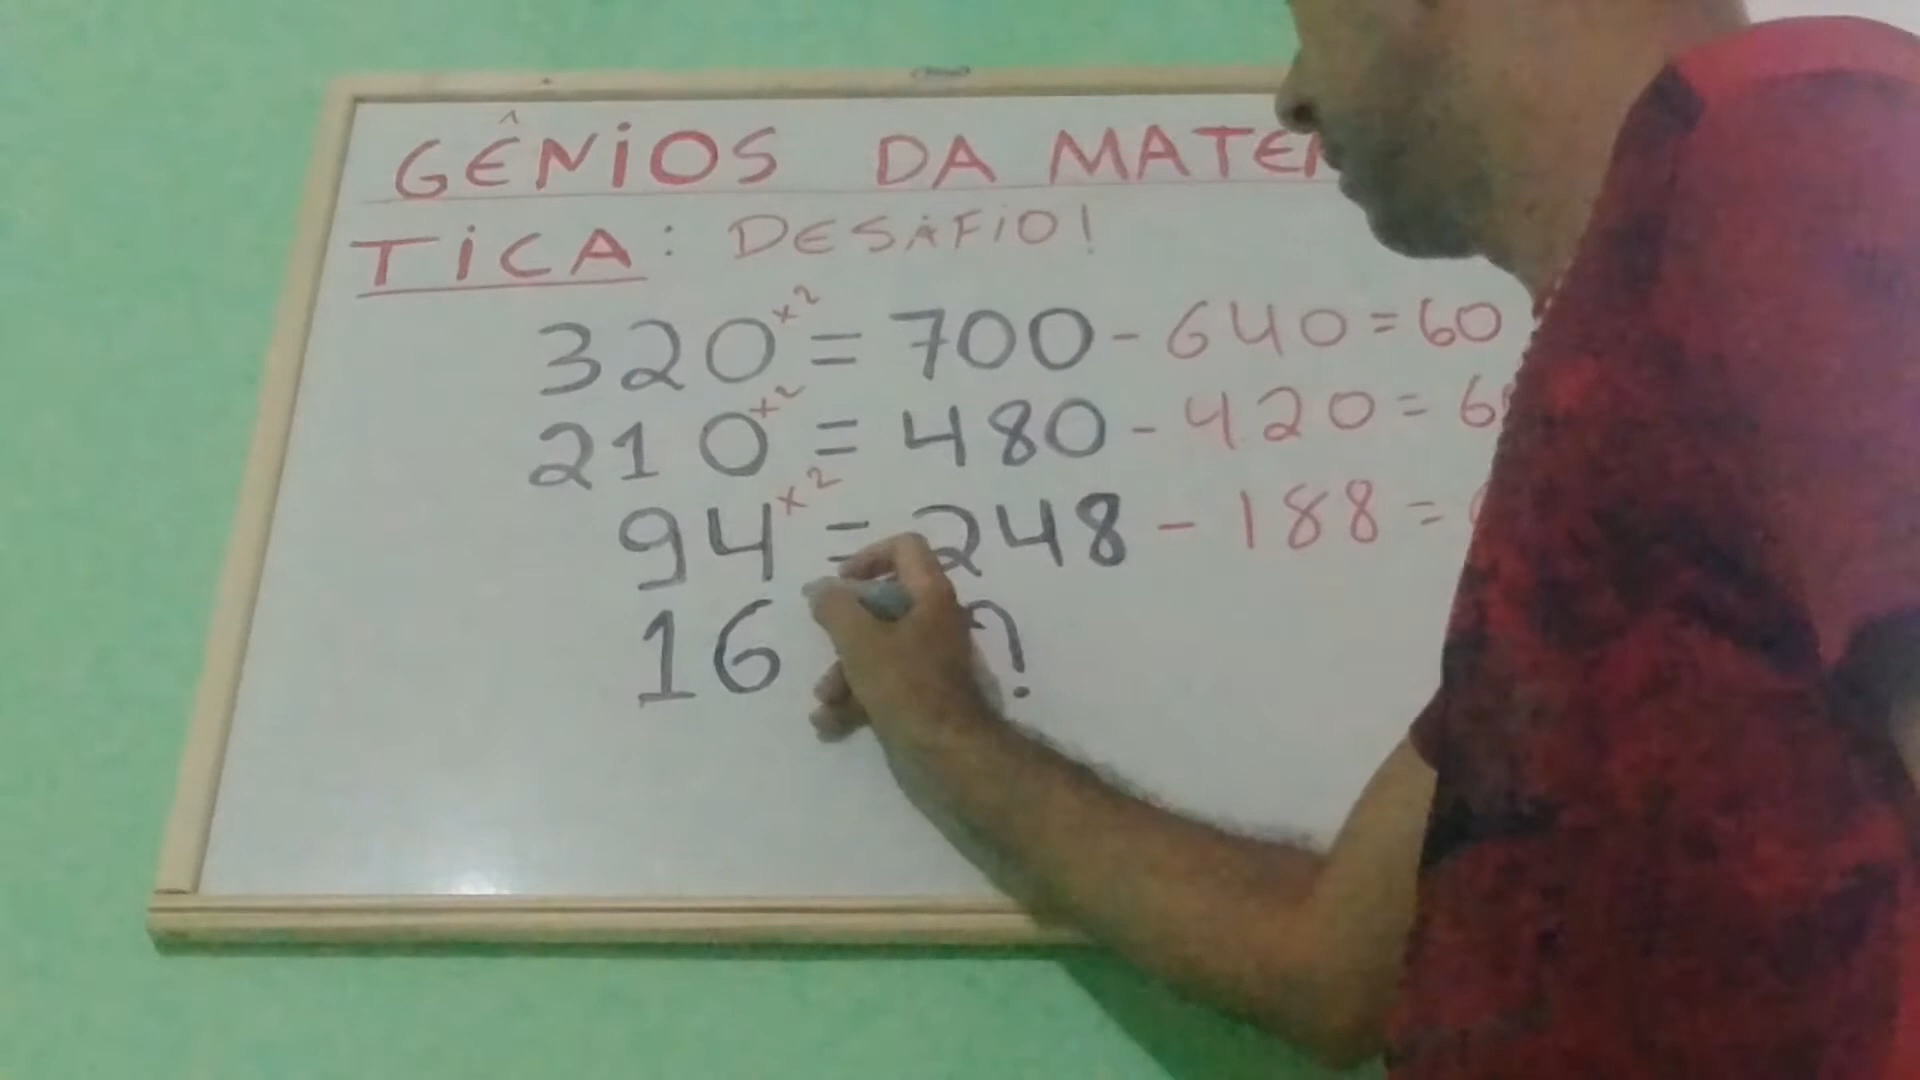 GÊNIOS DA MATE
TICA: DESAFIO!
320 x2 = 700 - 640 = 60
210 x2 = 480 - 420 = 6
94 x2 = 248 - 188 =
16 ?